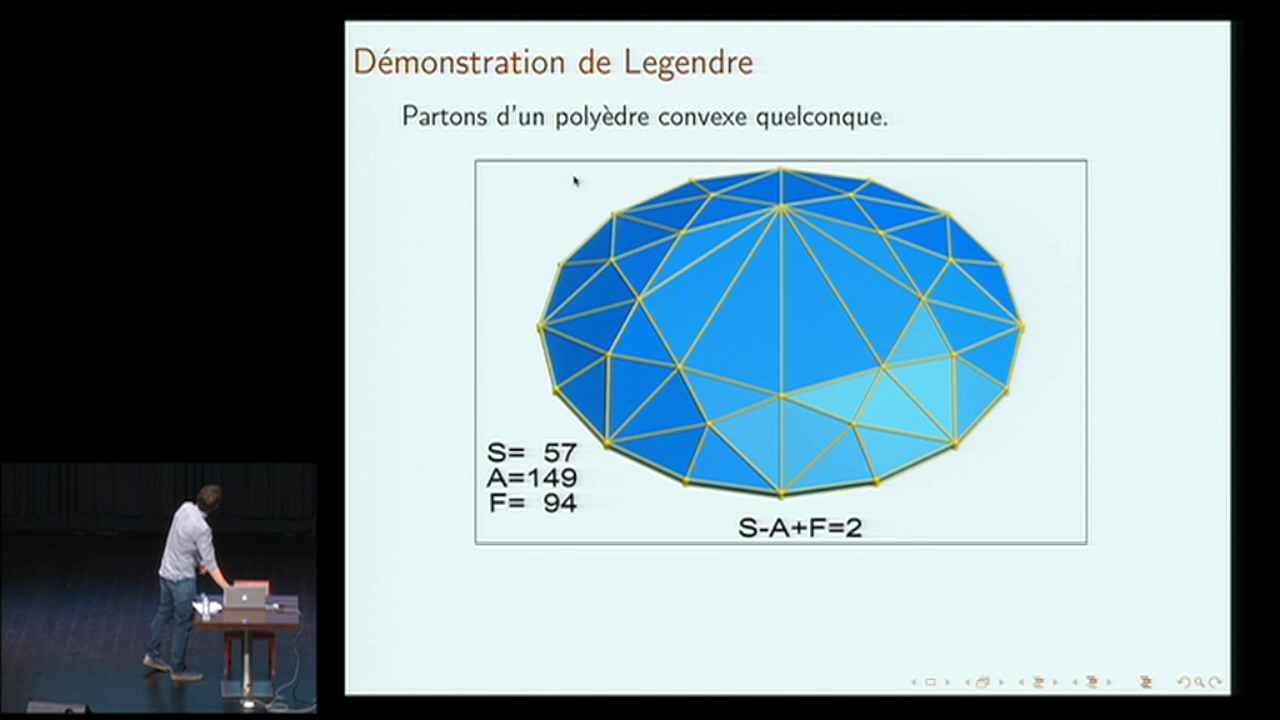 Démonstration de Legendre
Partons d'un polyèdre convexe quelconque.
S= 57
A=149
F= 94
S-A+F=2